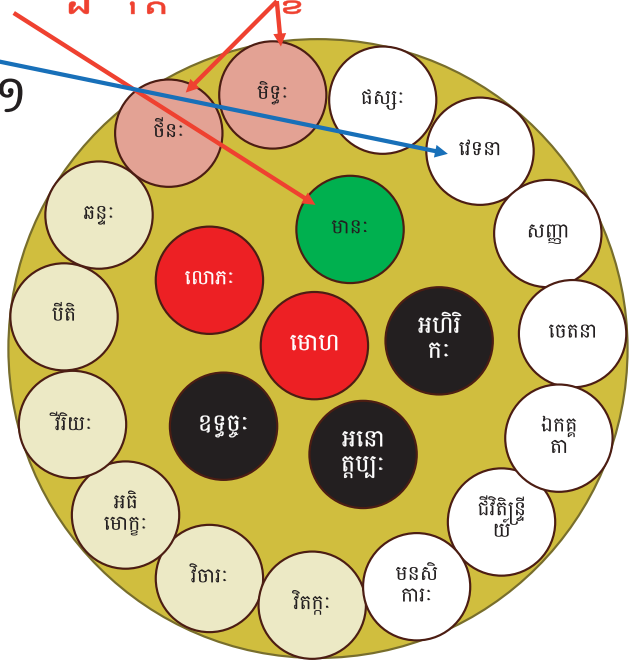 មិទ្ធៈ
ផស្សៈ
ថីនៈ
វេទនា
ឆន្ទៈ
មានៈ
សញ្ញា
លោភៈ
បីតិ
មោហ
អហិរិ
កៈ
ចេតនា
វីរិយៈ
ឧទ្ធច្ចៈ
អនោ
ត្តប្បៈ
ឯកគ្គ
តា
អធិ
មោក្ខៈ
ជីវិតិន្ទ្រី
យ៍
វិចារៈ
វិតក្កៈ
មនសិ
ការៈ